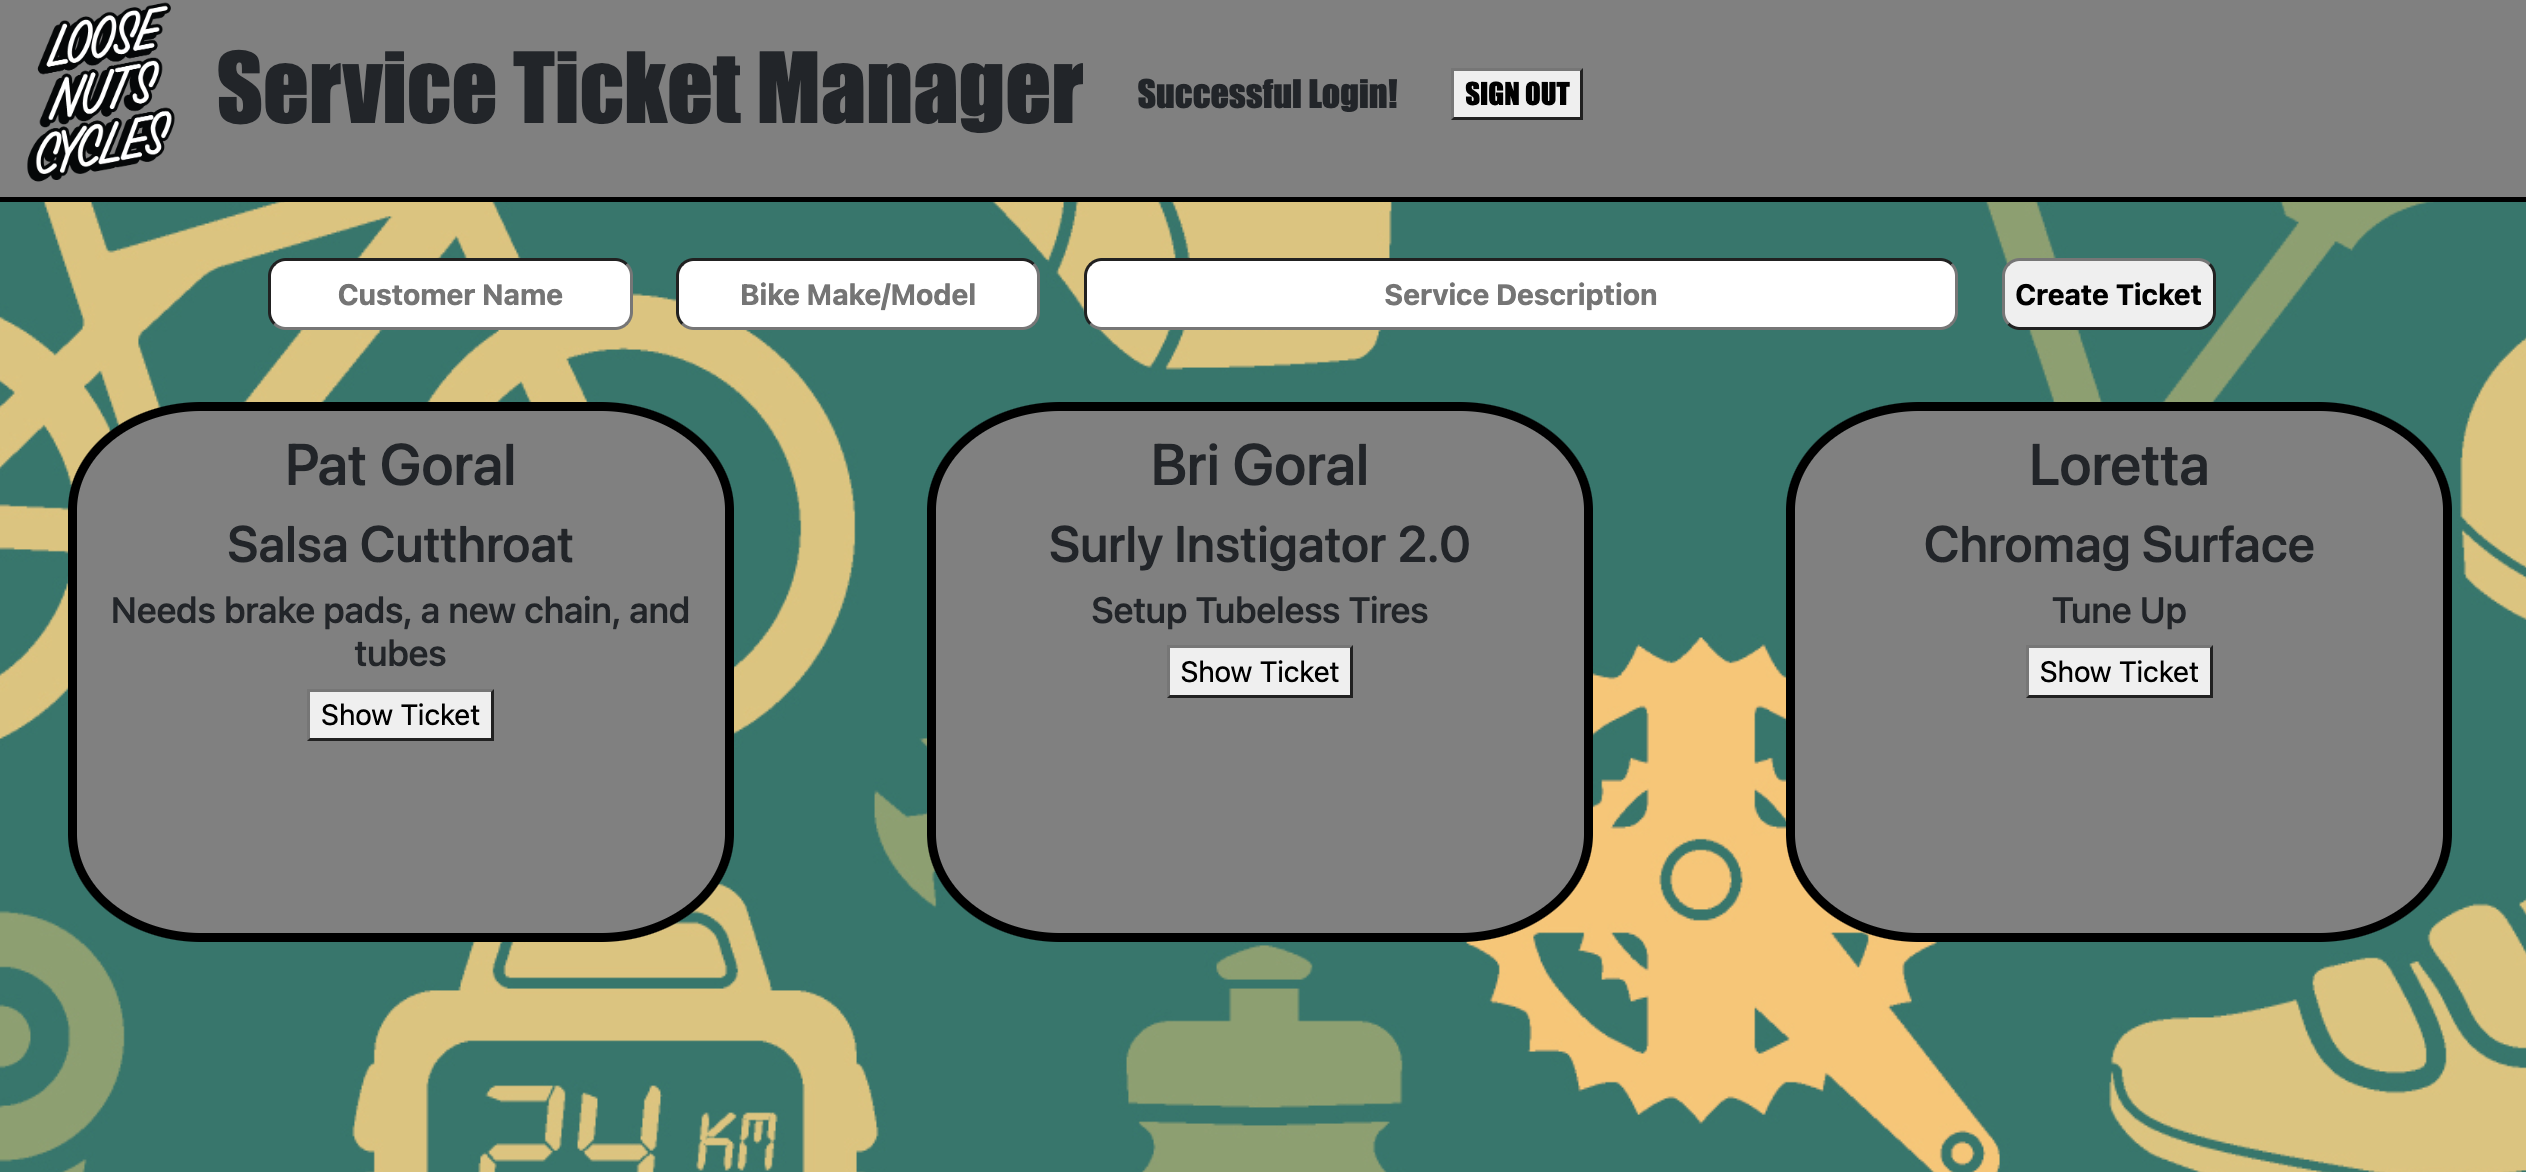 LOOSE
NUTS
CYCLES
Service Ticket Manager
Successful Login!
SIGN OUT
Customer Name
Bike Make/Model
Service Description
Create Ticket
Pat Goral
Salsa Cutthroat
Needs brake pads, a new chain, and
tubes
Show Ticket
Bri Goral
Surly Instigator 2.0
Setup Tubeless Tires
Show Ticket
Loretta
Chromag Surface
Tune Up
Show Ticket
24 KM